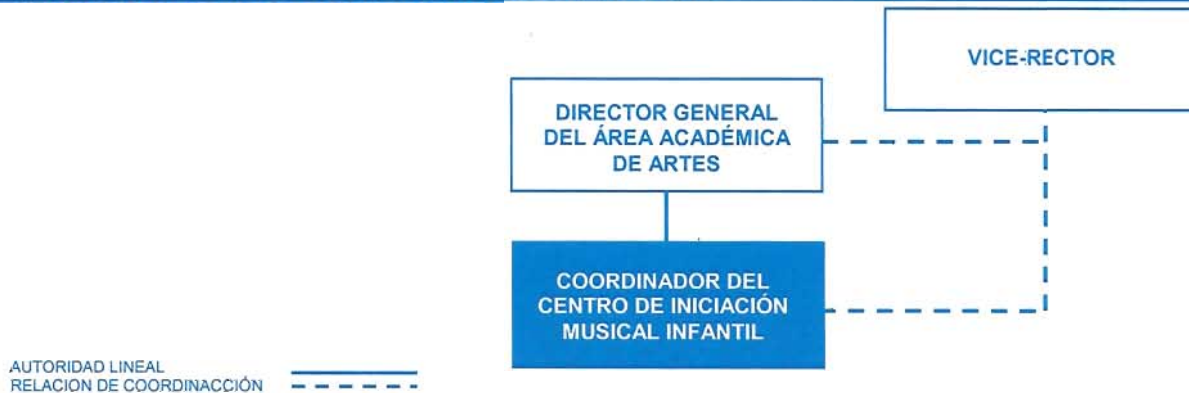 VICE-RECTOR
DIRECTOR GENERAL
DEL ÁREA ACADÉMICA
DE ARTES
COORDINADOR DEL
CENTRO DE INICIACIÓN
MUSICAL INFANTIL
AUTORIDAD LINEAL
RELACION DE COORDINACCIÓN